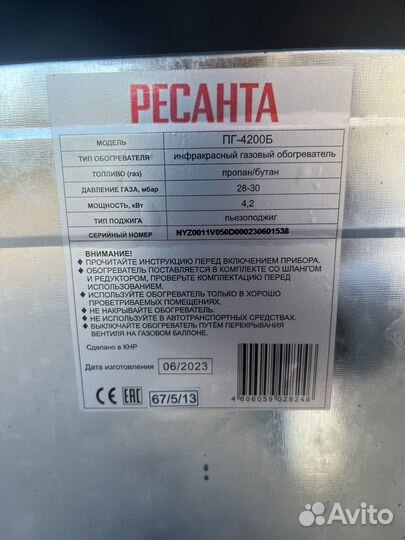 РЕСАНТА
МОДЕЛЬ ПГ-4200Б
ТИП ОБОГРЕВАТЕЛЯ инфракрасный газовый обогреватель
ТОПЛИВО (газ) пропан/бутан
ДАВЛЕНИЕ ГАЗА, мбар 28-30
МОЩНОСТЬ, кВт 4,2
ТИП ПОДЖИГА пьезоподжиг
СЕРИЙНЫЙ НОМЕР NYZ0011V050D000230601538
ВНИМАНИЕ!
♦ ПРОЧИТАЙТЕ ИНСТРУКЦИЮ ПЕРЕД ВКЛЮЧЕНИЕМ ПРИБОРА.
♦ ОБОГРЕВАТЕЛЬ ПОСТАВЛЯЕТСЯ В КОМПЛЕКТЕ СО ШЛАНГОМ
И РЕДУКТОРОМ, ПРОВЕРЬТЕ КОМПЛЕКТАЦИЮ ПЕРЕД
ИСПОЛЬЗОВАНИЕМ.
♦ ИСПОЛЬЗУЙТЕ ОБОГРЕВАТЕЛЬ ТОЛЬКО В ХОРОШО
ПРОВЕТРИВАЕМЫХ ПОМЕЩЕНИЯХ.
♦ НЕ НАКРЫВАЙТЕ ОБОГРЕВАТЕЛЬ.
♦ НЕ ИСПОЛЬЗУЙТЕ В АВТОТРАНСПОРТНЫХ СРЕДСТВАХ.
♦ ВЫКЛЮЧАЙТЕ ОБОГРЕВАТЕЛЬ ПУТЁМ ПЕРЕКРЫВАНИЯ
ВЕНТИЛЯ НА ГАЗОВОМ БАЛЛОНЕ.
Сделано в КНР
Дата изготовления 06/2023
CE EAC 67/5/13
4 606059 028248
Avito